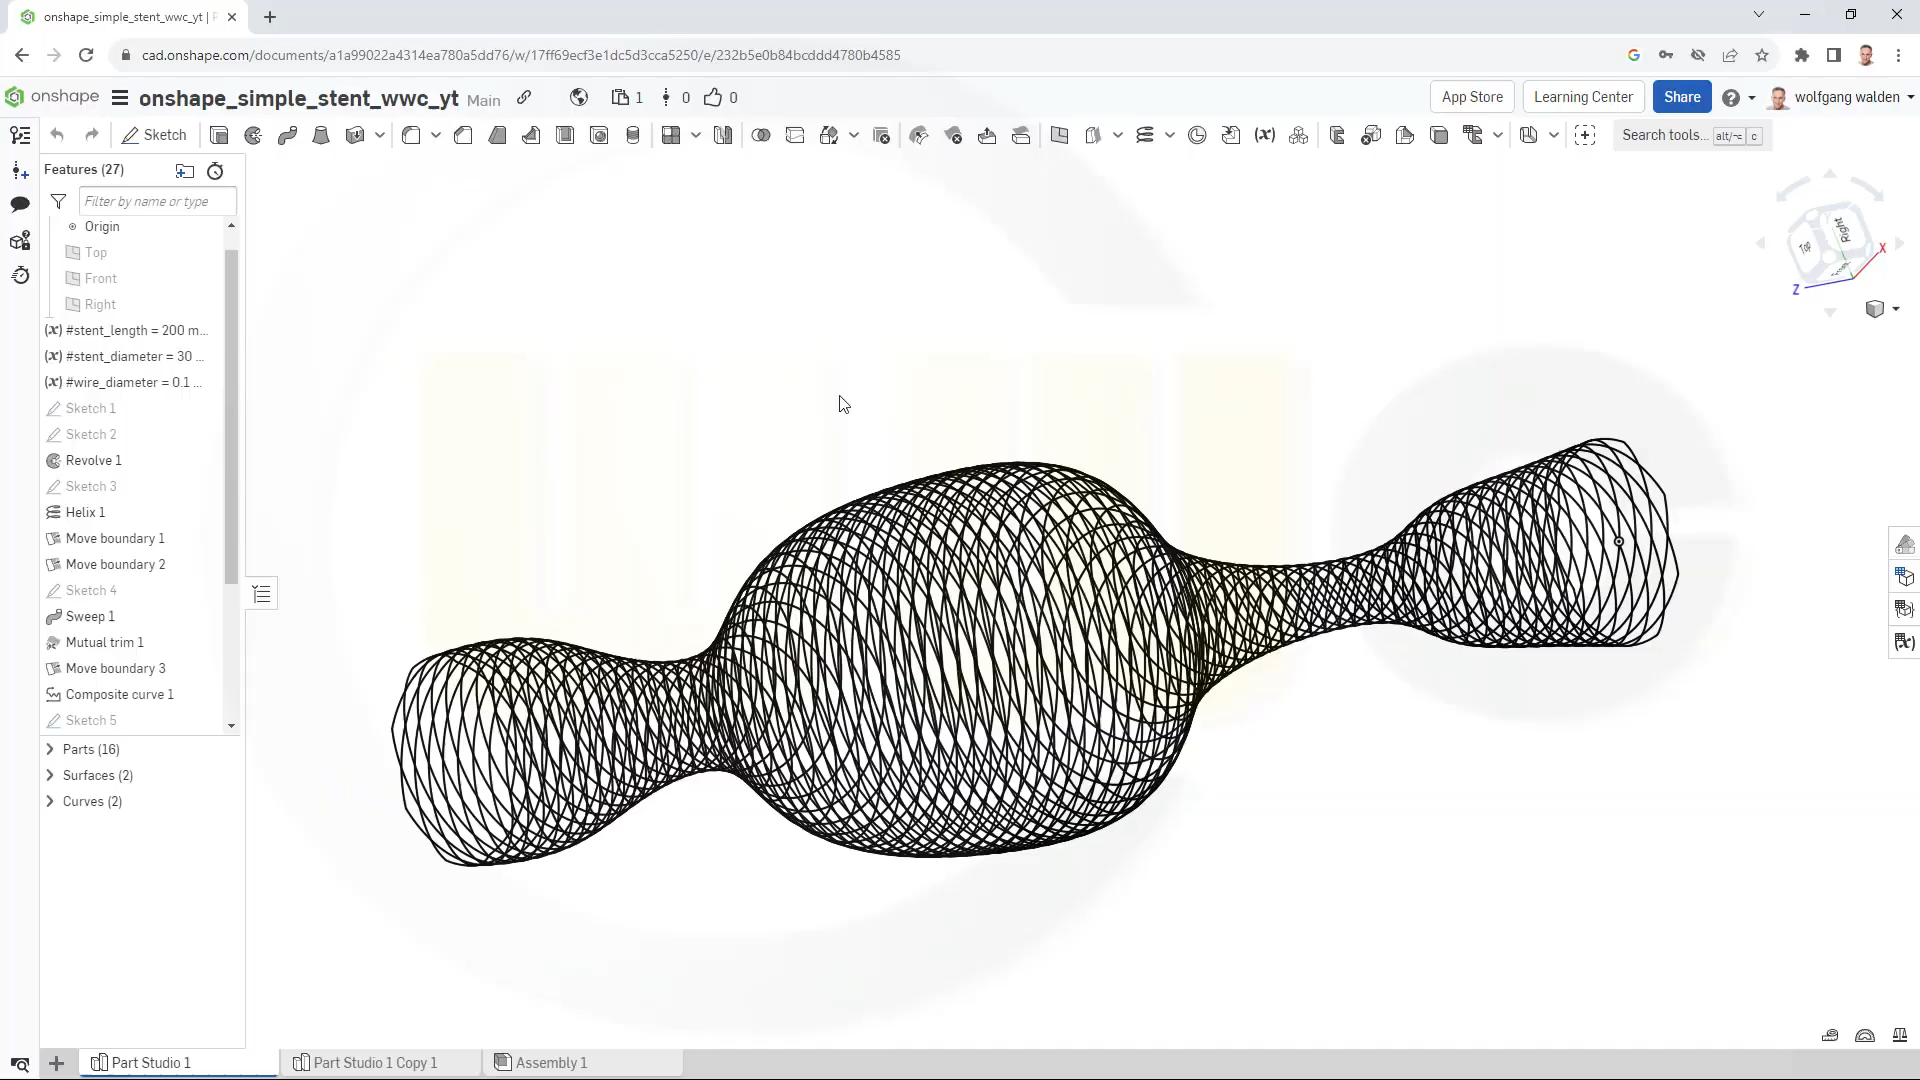 onshape_simple_stent_wwc_yt | P
cad.onshape.com/documents/a1a99022a4314ea780a5dd76/w/17ff69ecf3e1dc5d3cca5250/e/232b5e0b84bcddd4780b4585
onshape
onshape_simple_stent_wwc_yt Main
1
0
0
App Store
Learning Center
Share
wolfgang walden
Sketch
(x)
Search tools... alt/⌥ c
Features (27)
Filter by name or type
Origin
Top
Front
Right
(x) #stent_length = 200 m...
(x) #stent_diameter = 30 ...
(x) #wire_diameter = 0.1 ...
Sketch 1
Sketch 2
Revolve 1
Sketch 3
Helix 1
Move boundary 1
Move boundary 2
Sketch 4
Sweep 1
Mutual trim 1
Move boundary 3
Composite curve 1
Sketch 5
Parts (16)
Surfaces (2)
Curves (2)
Top
Right
X
Z
(x)
Part Studio 1
Part Studio 1 Copy 1
Assembly 1